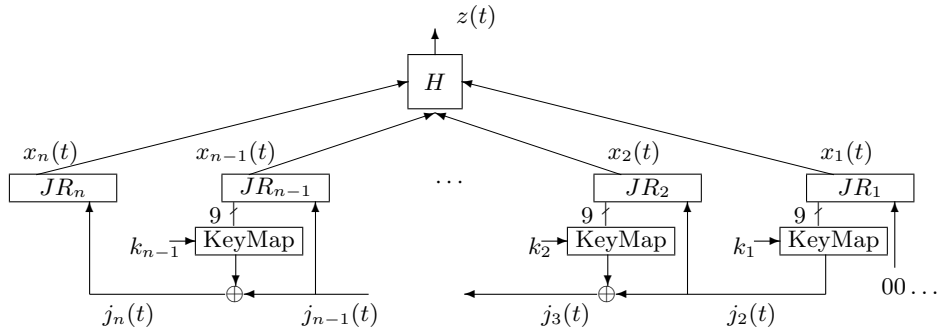 z(t)
H
x_n(t) x_{n-1}(t) x_2(t) x_1(t)
JR_n JR_{n-1} ... JR_2 JR_1
9 9 9
k_{n-1} KeyMap k_2 KeyMap k_1 KeyMap
⊕ ⊕ 00...
j_n(t) j_{n-1}(t) j_3(t) j_2(t)